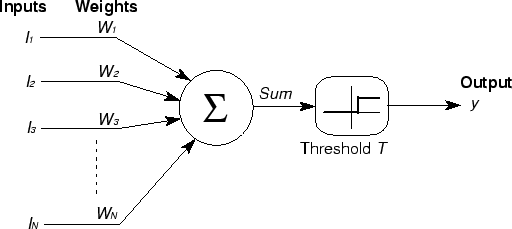 Inputs Weights
I1 W1
I2 W2
I3 W3
IN WN
Σ
Sum
Threshold T
Output
y